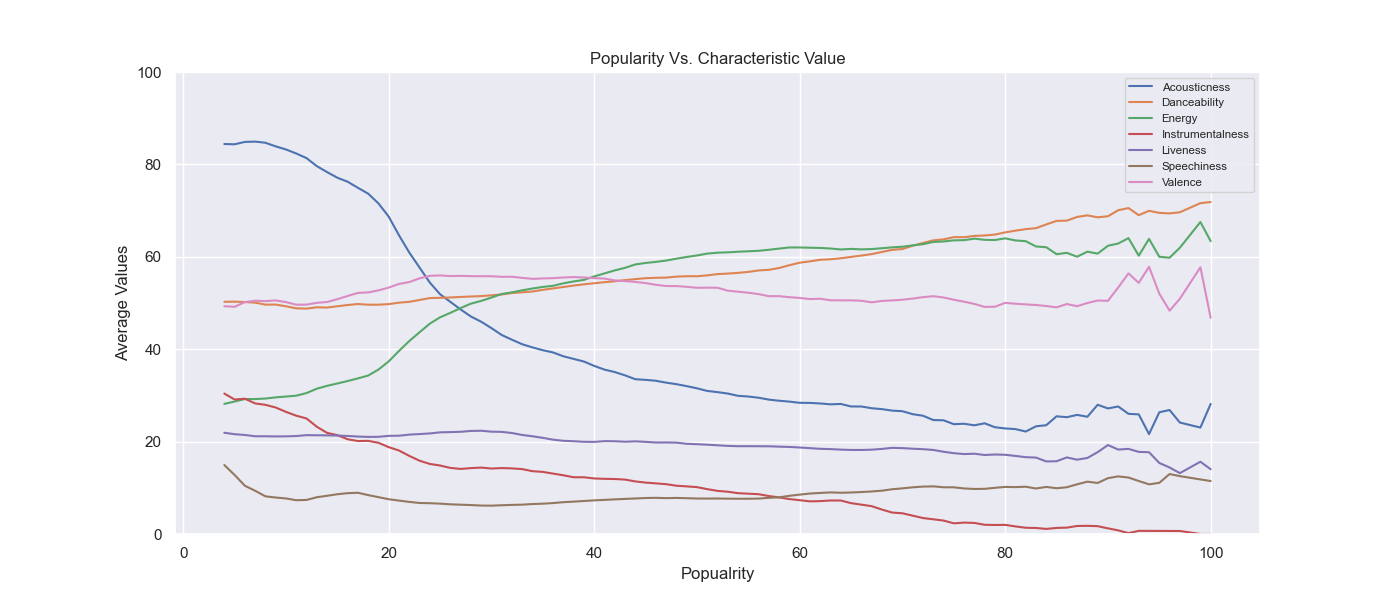 Popularity Vs. Characteristic Value
100
80
60
40
20
0
Average Values
Acousticness
Danceability
Energy
Instrumentalness
Liveness
Speechiness
Valence
0 20 40 60 80 100
Popualrity